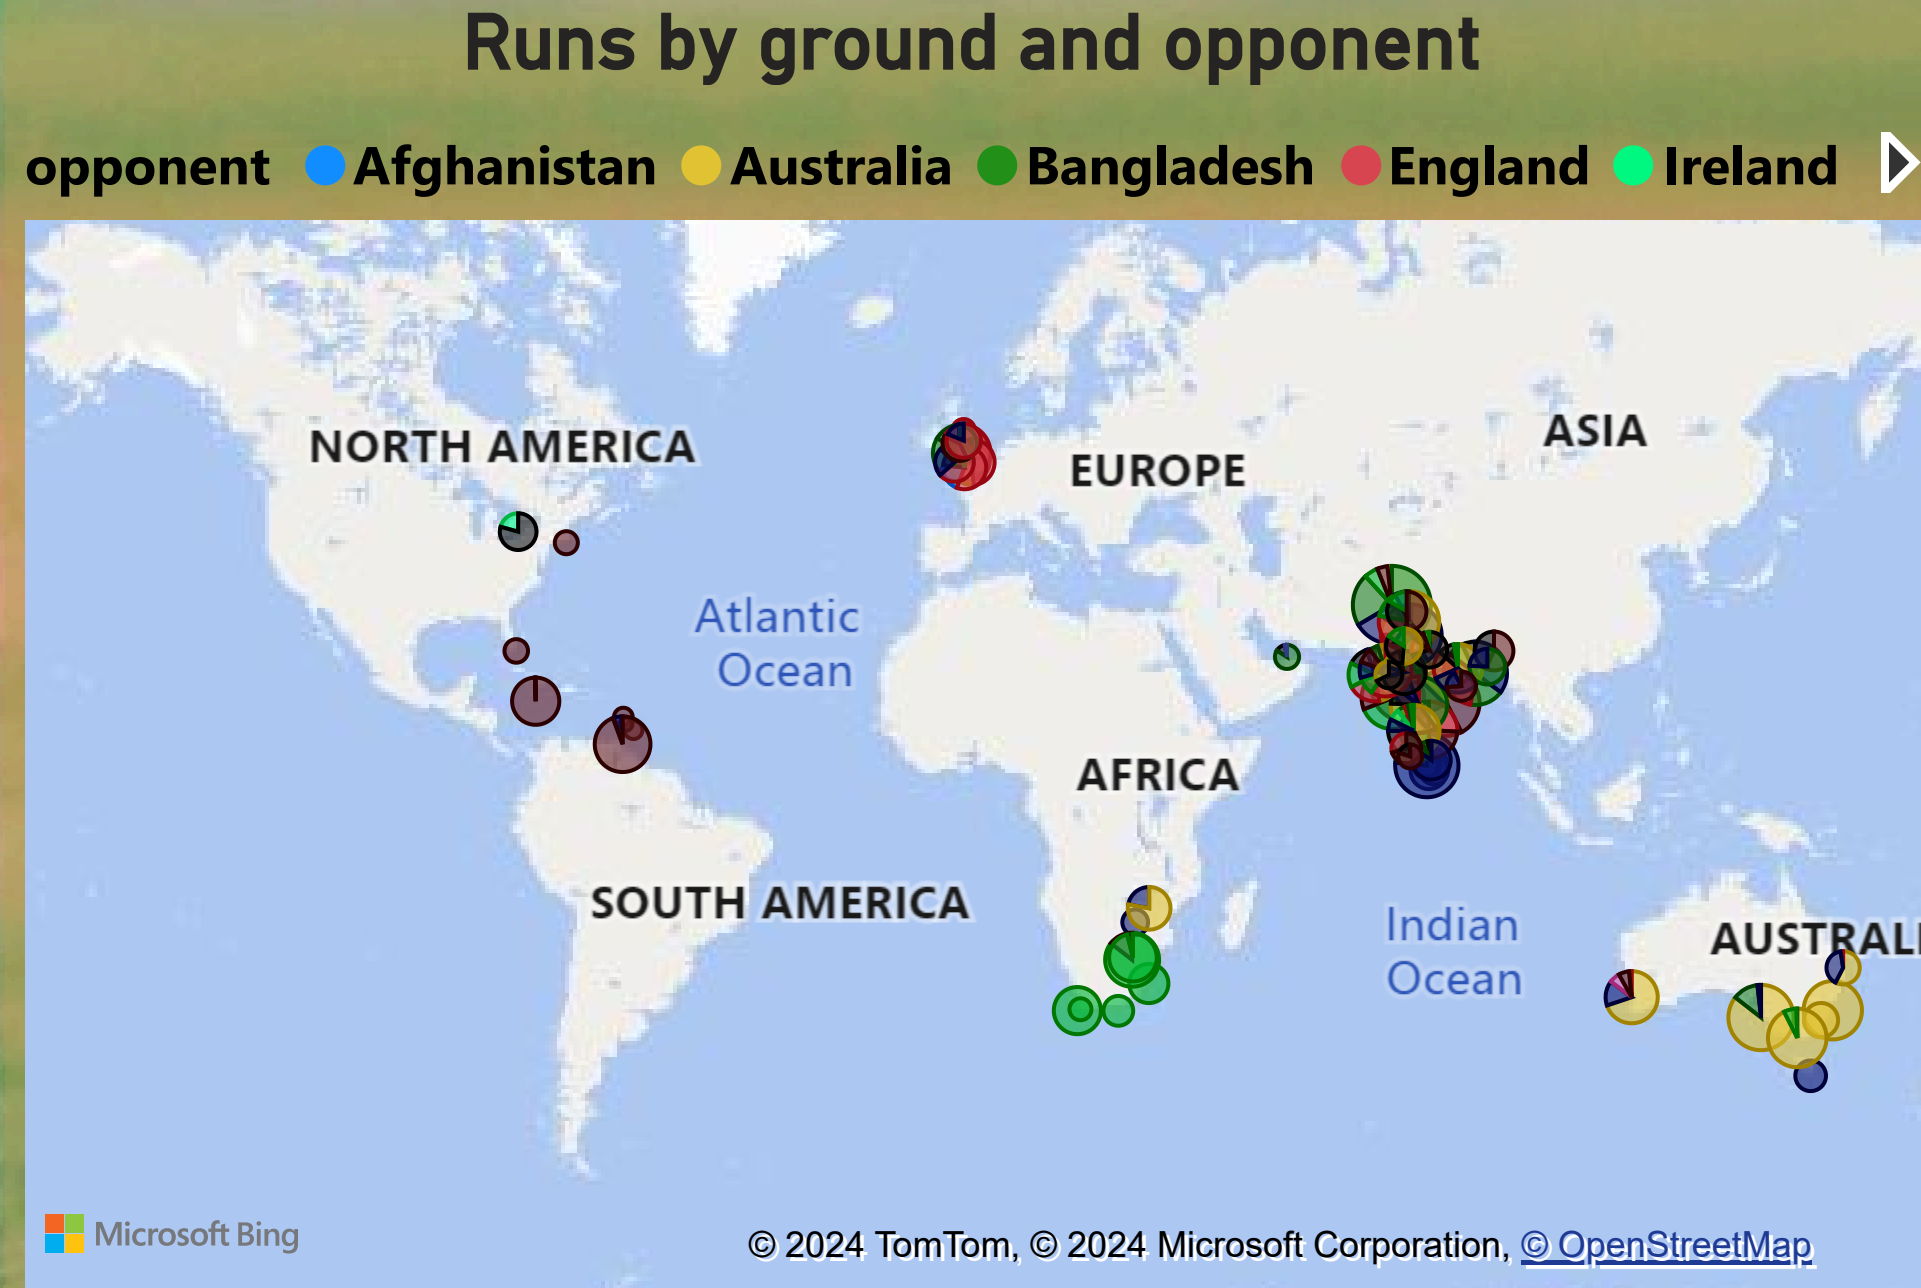 Runs by ground and opponent
opponent Afghanistan Australia Bangladesh England Ireland
NORTH AMERICA
ASIA
EUROPE
Atlantic
Ocean
AFRICA
SOUTH AMERICA
Indian
Ocean
AUSTRALI
Microsoft Bing
© 2024 TomTom, © 2024 Microsoft Corporation, © OpenStreetMap